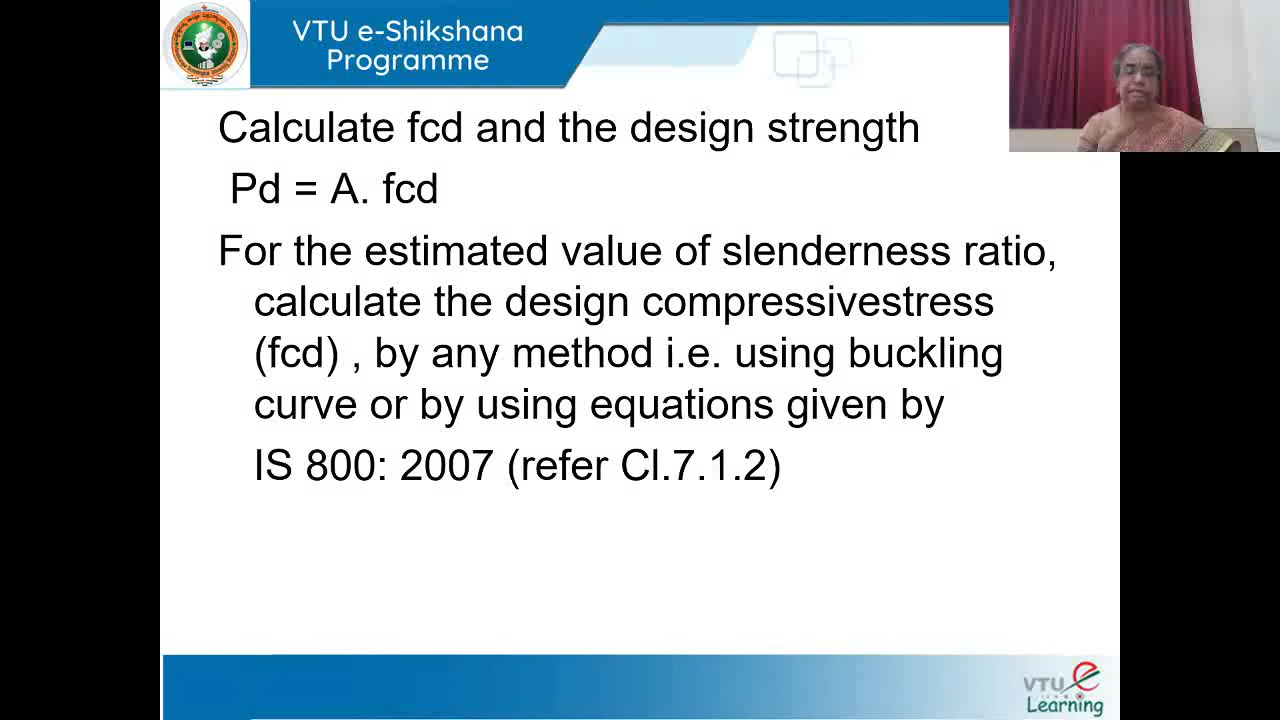 VTU e-Shikshana
Programme
Calculate fcd and the design strength
Pd = A. fcd
For the estimated value of slenderness ratio,
calculate the design compressivestress
(fcd) , by any method i.e. using buckling
curve or by using equations given by
IS 800: 2007 (refer Cl.7.1.2)
VTU e
Learning